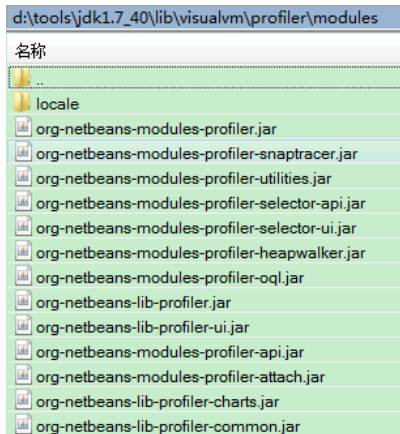 d:\tools\jdk1.7_40\lib\visualvm\profiler\modules
名称
..
locale
org-netbeans-modules-profiler.jar
org-netbeans-modules-profiler-snaptracer.jar
org-netbeans-modules-profiler-utilities.jar
org-netbeans-modules-profiler-selector-api.jar
org-netbeans-modules-profiler-selector-ui.jar
org-netbeans-modules-profiler-heapwalker.jar
org-netbeans-modules-profiler-oql.jar
org-netbeans-lib-profiler.jar
org-netbeans-lib-profiler-ui.jar
org-netbeans-modules-profiler-api.jar
org-netbeans-modules-profiler-attach.jar
org-netbeans-lib-profiler-charts.jar
org-netbeans-lib-profiler-common.jar